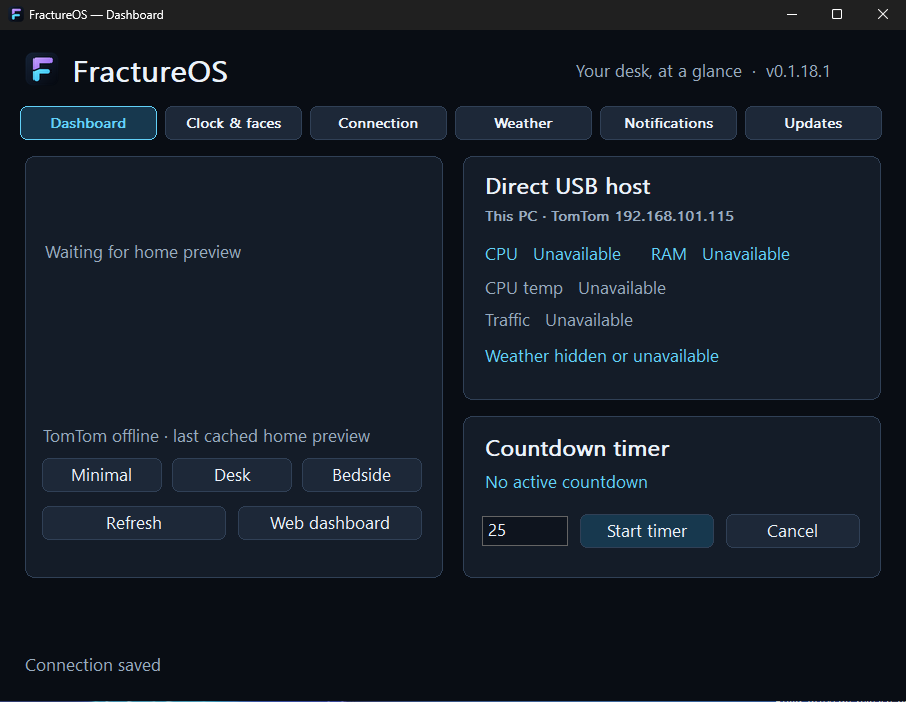 FractureOS — Dashboard
FractureOS
Your desk, at a glance · v0.1.18.1
Dashboard
Clock & faces
Connection
Weather
Notifications
Updates
Waiting for home preview
TomTom offline · last cached home preview
Minimal
Desk
Bedside
Refresh
Web dashboard
Direct USB host
This PC · TomTom 192.168.101.115
CPU Unavailable RAM Unavailable
CPU temp Unavailable
Traffic Unavailable
Weather hidden or unavailable
Countdown timer
No active countdown
25
Start timer
Cancel
Connection saved